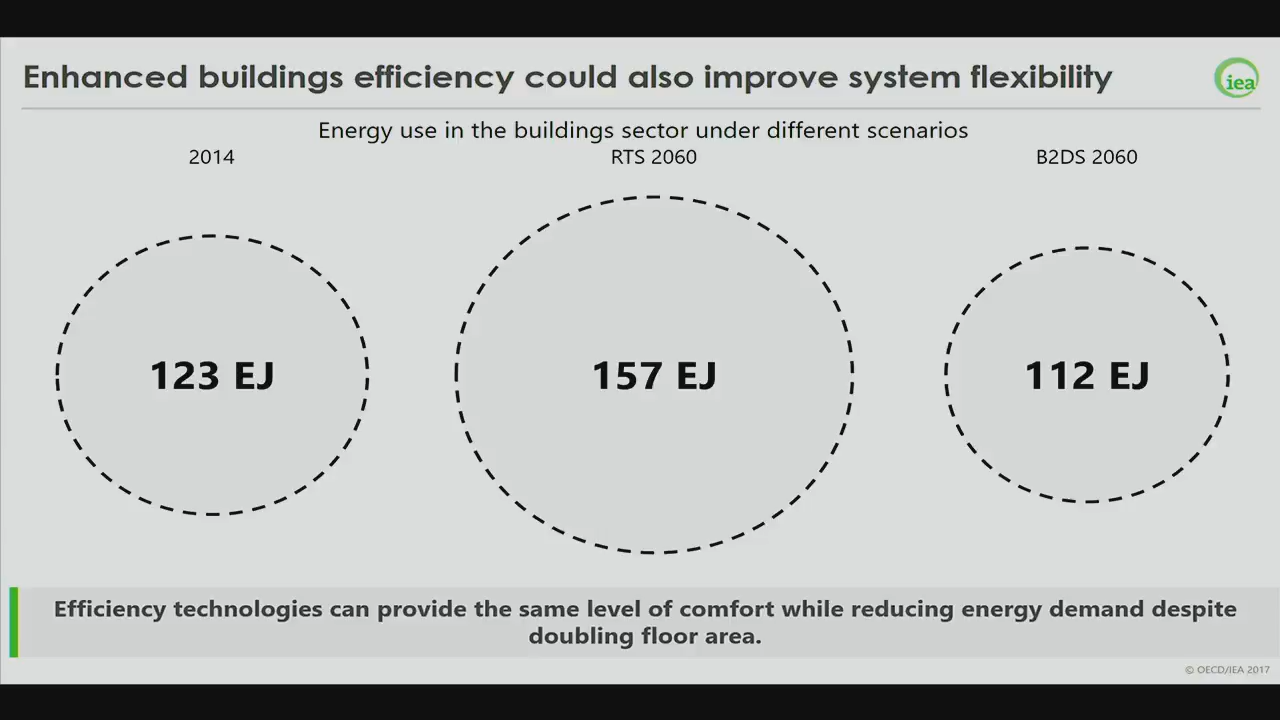 Enhanced buildings efficiency could also improve system flexibility
iea
Energy use in the buildings sector under different scenarios
2014
RTS 2060
B2DS 2060
123 EJ
157 EJ
112 EJ
Efficiency technologies can provide the same level of comfort while reducing energy demand despite
doubling floor area.
© OECD/IEA 2017